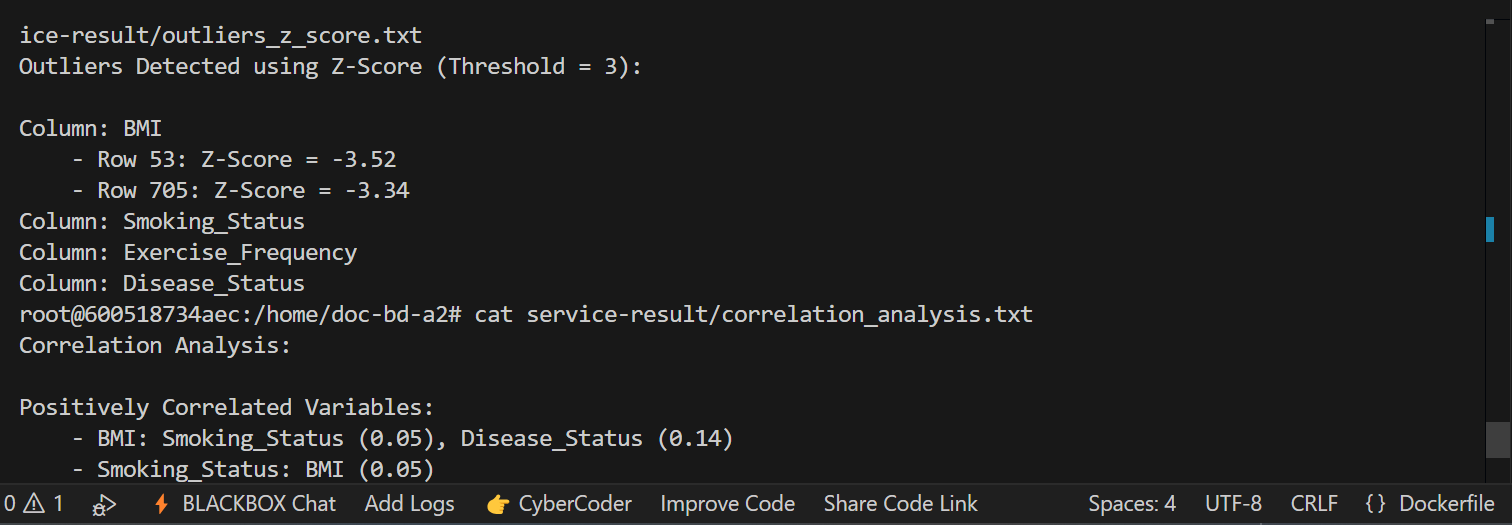 ice-result/outliers_z_score.txt
Outliers Detected using Z-Score (Threshold = 3):
Column: BMI
    - Row 53: Z-Score = -3.52
    - Row 705: Z-Score = -3.34
Column: Smoking_Status
Column: Exercise_Frequency
Column: Disease_Status
root@600518734aec:/home/doc-bd-a2# cat service-result/correlation_analysis.txt
Correlation Analysis:
Positively Correlated Variables:
    - BMI: Smoking_Status (0.05), Disease_Status (0.14)
    - Smoking_Status: BMI (0.05)
0 1 BLACKBOX Chat Add Logs 👉 CyberCoder Improve Code Share Code Link Spaces: 4 UTF-8 CRLF {} Dockerfile